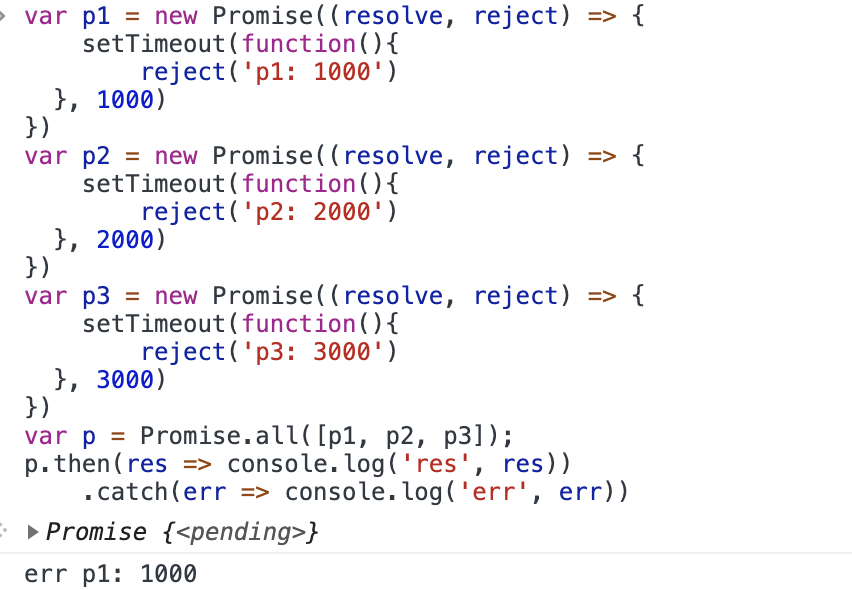 var p1 = new Promise((resolve, reject) => {
    setTimeout(function(){
        reject('p1: 1000')
  }, 1000)
})
var p2 = new Promise((resolve, reject) => {
    setTimeout(function(){
        reject('p2: 2000')
  }, 2000)
})
var p3 = new Promise((resolve, reject) => {
    setTimeout(function(){
        reject('p3: 3000')
  }, 3000)
})
var p = Promise.all([p1, p2, p3]);
p.then(res => console.log('res', res))
    .catch(err => console.log('err', err))
Promise {<pending>}
err p1: 1000